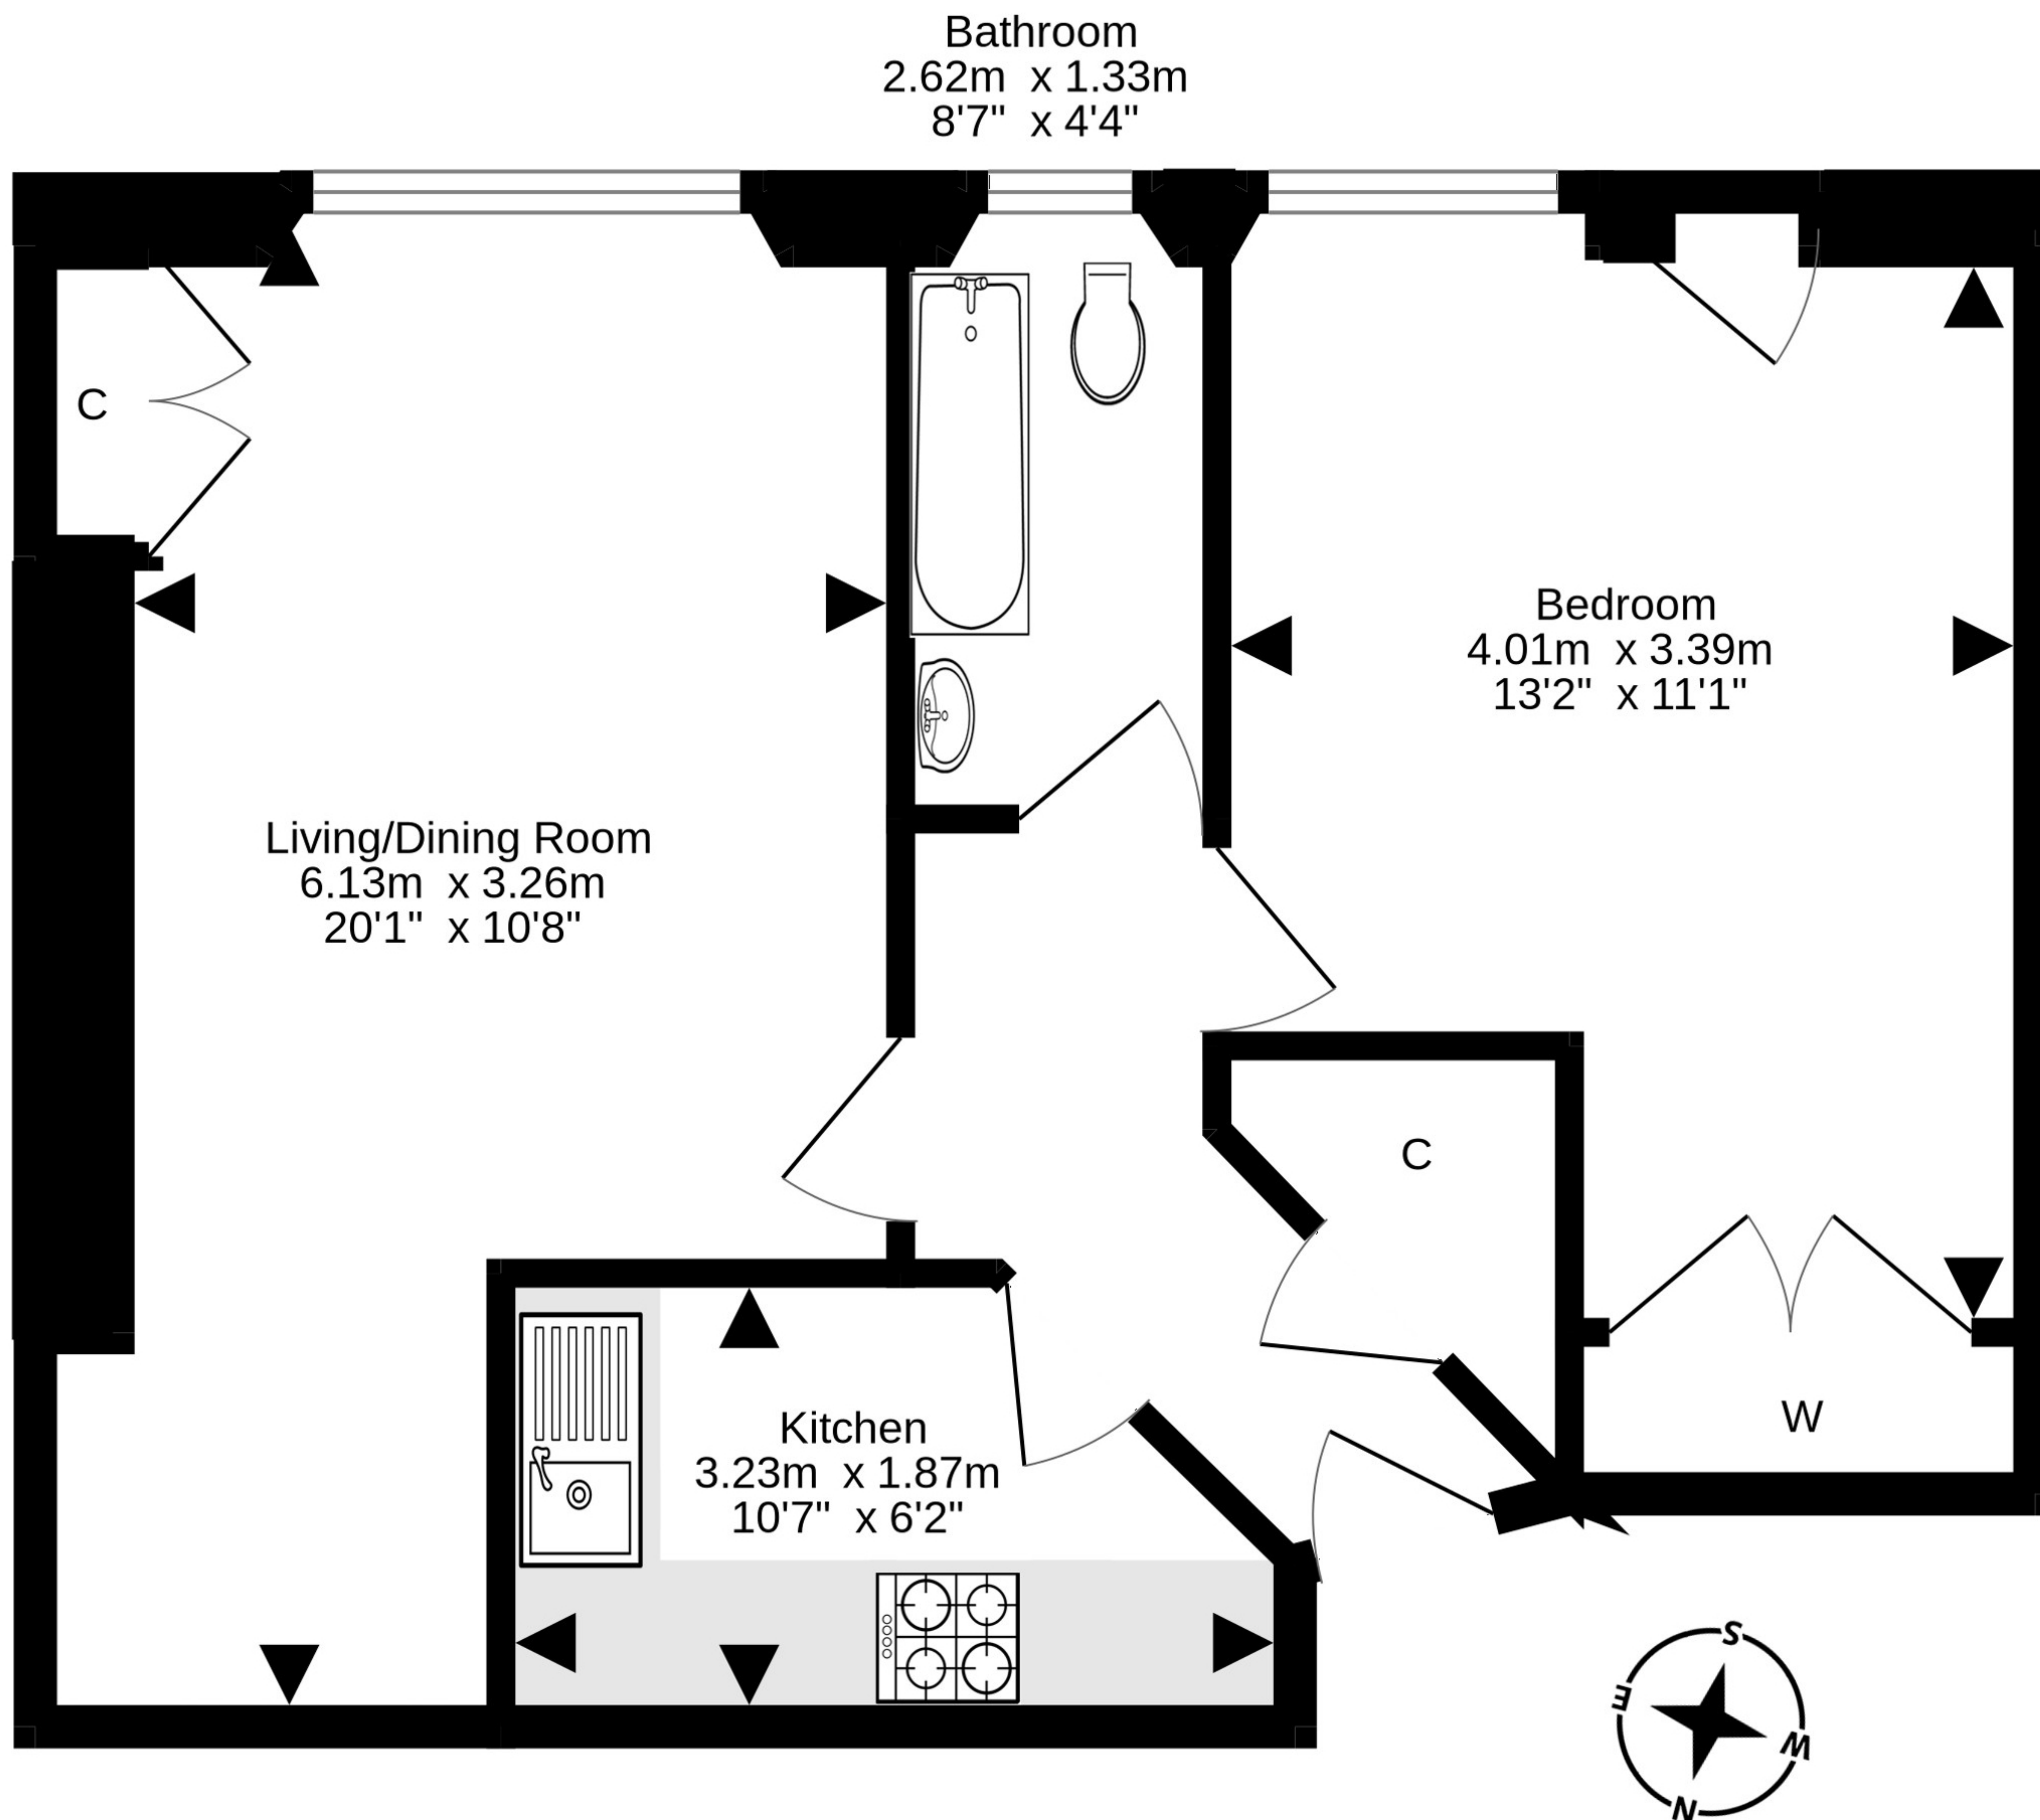 Bathroom
2.62m x 1.33m
8'7" x 4'4"
C
Bedroom
4.01m x 3.39m
13'2" x 11'1"
Living/Dining Room
6.13m x 3.26m
20'1" x 10'8"
C
Kitchen
3.23m x 1.87m
10'7" x 6'2"
W
S
E
W
N